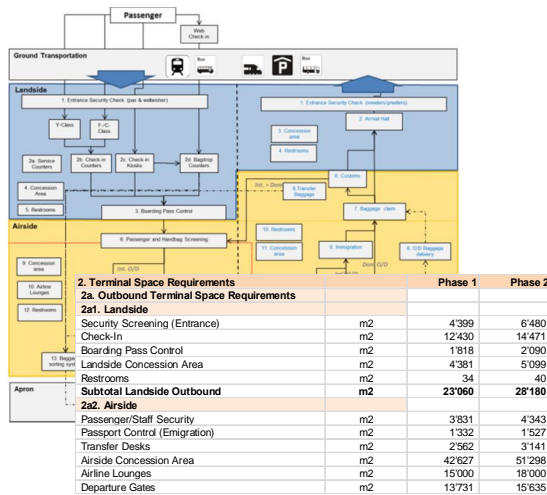 Passenger
Web
Check in
Ground Transportation
Bus
Bus
Landside
1. Entrance Security Check (pax & wellwisher)
1. Entrance Security Check (meeters/greeters)
2. Arrival Hall
Y-Class
F-/C-
Class
3. Concession
area
4. Restrooms
2a. Service
Counters
2b. Check-in
Counters
2c. Check-in
Kiosks
2d. Bagdrop
Counters
8. Customs
Int. > Dom
9.Transfer
Baggage
4. Concession
Area
5. Restrooms
3. Boarding Pass Control
7. Baggage claim
Airside
6. Passenger and Handbag Screening
10. Restrooms
11. Concession
area
6. Immigration
8. O/D Baggage
delivery
Dom O/D
Int. O/D
9. Concession
area
10. Airline
Lounges
12. Restrooms
13. Bagga
sorting syst
Apron
2. Terminal Space Requirements Phase 1 Phase 2
2a. Outbound Terminal Space Requirements
2a1. Landside
Security Screening (Entrance) m2 4'399 6'480
Check-In m2 12'430 14'471
Boarding Pass Control m2 1'818 2'090
Landside Concession Area m2 4'381 5'099
Restrooms m2 34 40
Subtotal Landside Outbound m2 23'060 28'180
2a2. Airside
Passenger/Staff Security m2 3'831 4'343
Passport Control (Emigration) m2 1'332 1'527
Transfer Desks m2 2'562 3'141
Airside Concession Area m2 42'627 51'298
Airline Lounges m2 15'000 18'000
Departure Gates m2 13'731 15'635